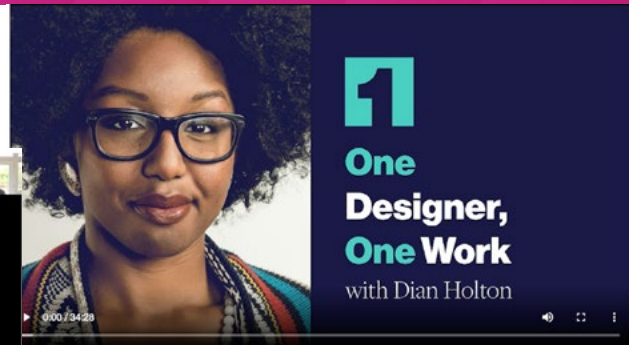 1
One
Designer,
One Work
with Dian Holton
0:00 / 34:28